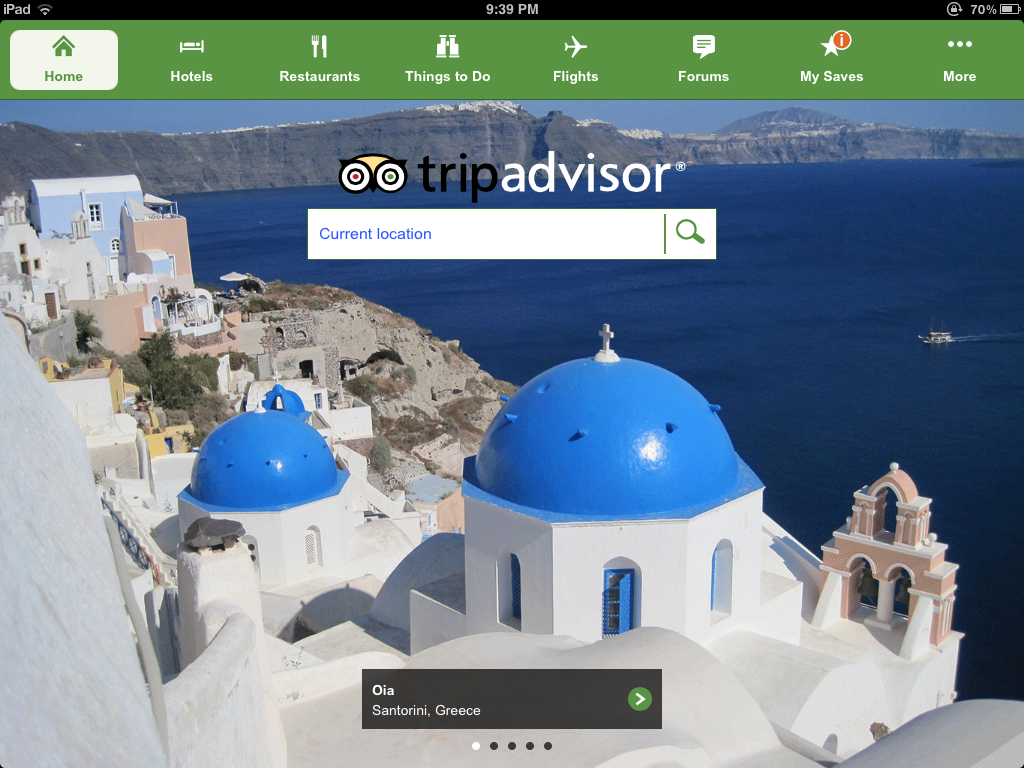 iPad 9:39 PM 70%
Home Hotels Restaurants Things to Do Flights Forums My Saves More
tripadvisor®
Current location
Oia
Santorini, Greece